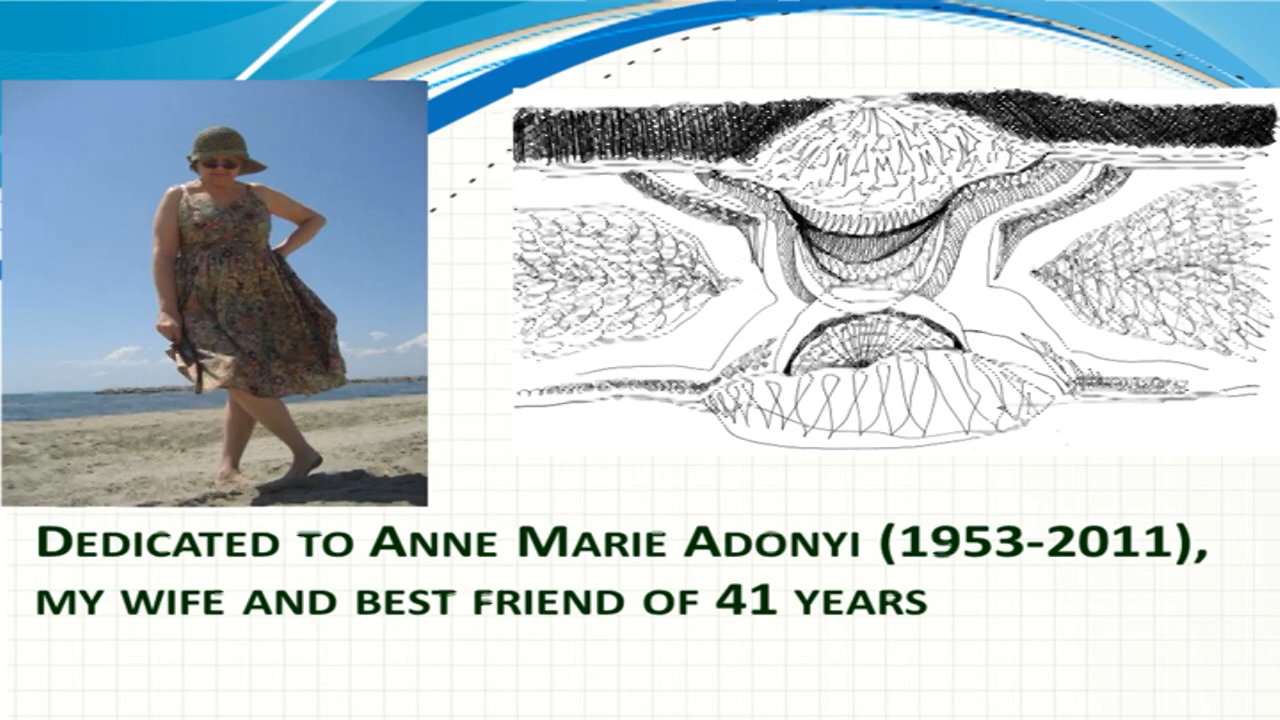 Dedicated to Anne Marie Adonyi (1953-2011),
my wife and best friend of 41 years